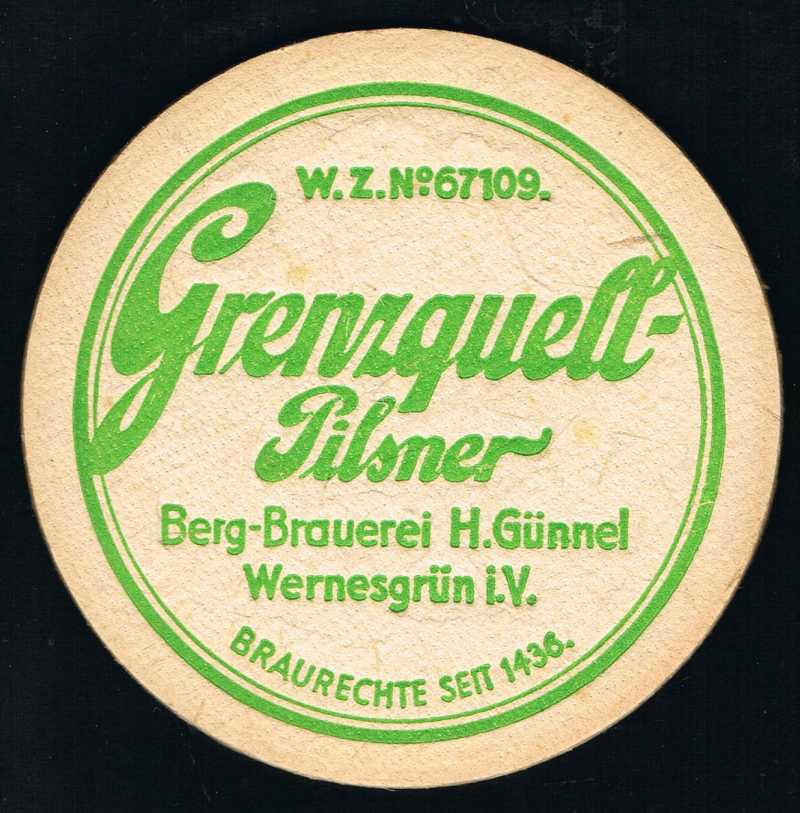 W.Z.Nº67109.
Grenzquell-
Pilsner
Berg-Brauerei H.Günnel
Wernesgrün i.V.
BRAURECHTE SEIT 1436.